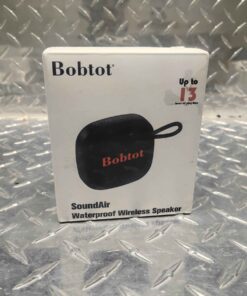 Bobtot®
Up to
13
Bobtot
SoundAir
Waterproof Wireless Speaker